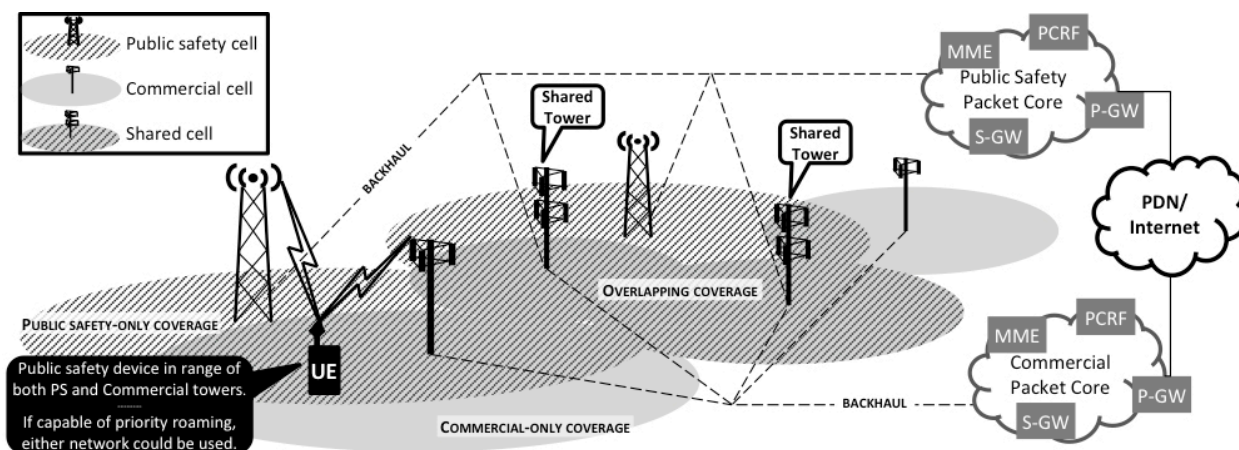 Public safety cell
Commercial cell
Shared cell
BACKHAUL
Shared
Tower
Shared
Tower
MME
PCRF
Public Safety
Packet Core
P-GW
S-GW
PDN/
Internet
PUBLIC SAFETY-ONLY COVERAGE
OVERLAPPING COVERAGE
UE
Public safety device in range of
both PS and Commercial towers.
If capable of priority roaming,
either network could be used.
COMMERCIAL-ONLY COVERAGE
BACKHAUL
MME
PCRF
Commercial
Packet Core
P-GW
S-GW